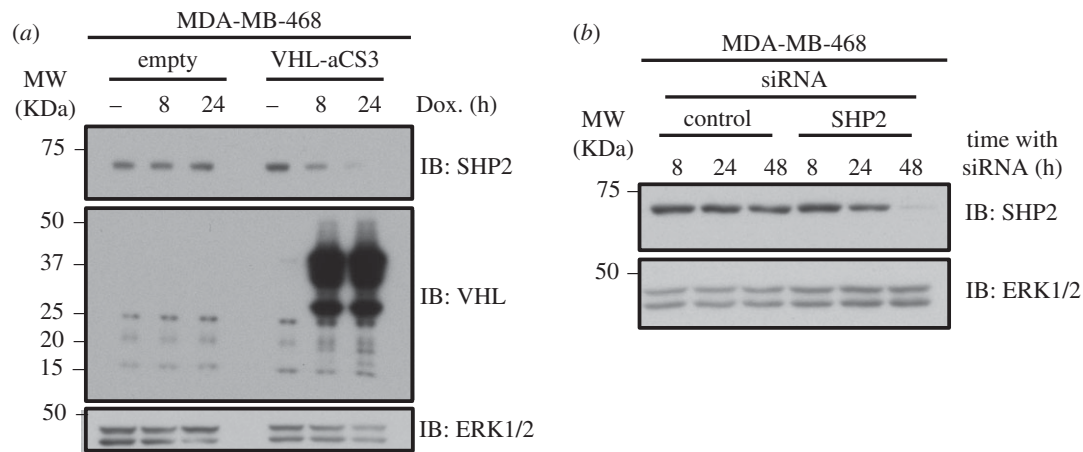 (a)
MDA-MB-468
empty VHL-aCS3
MW
(KDa)
– 8 24 – 8 24 Dox. (h)
75
IB: SHP2
50
37
25
20
15
IB: VHL
50
IB: ERK1/2
(b)
MDA-MB-468
siRNA
control SHP2
MW
(KDa)
time with
siRNA (h)
8 24 48 8 24 48
75
IB: SHP2
50
IB: ERK1/2